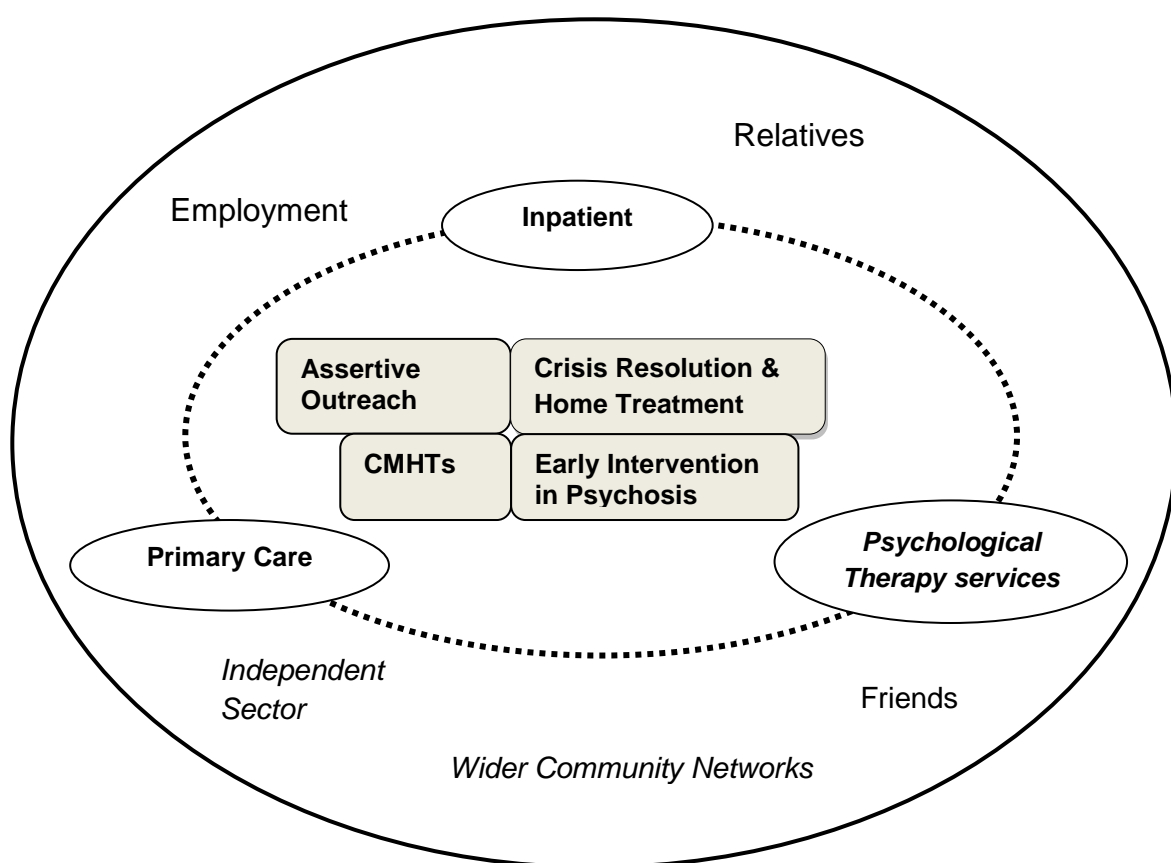 Relatives
Employment
Inpatient
Assertive
Outreach
Crisis Resolution &
Home Treatment
CMHTs
Early Intervention
in Psychosis
Primary Care
Psychological
Therapy services
Independent
Sector
Friends
Wider Community Networks